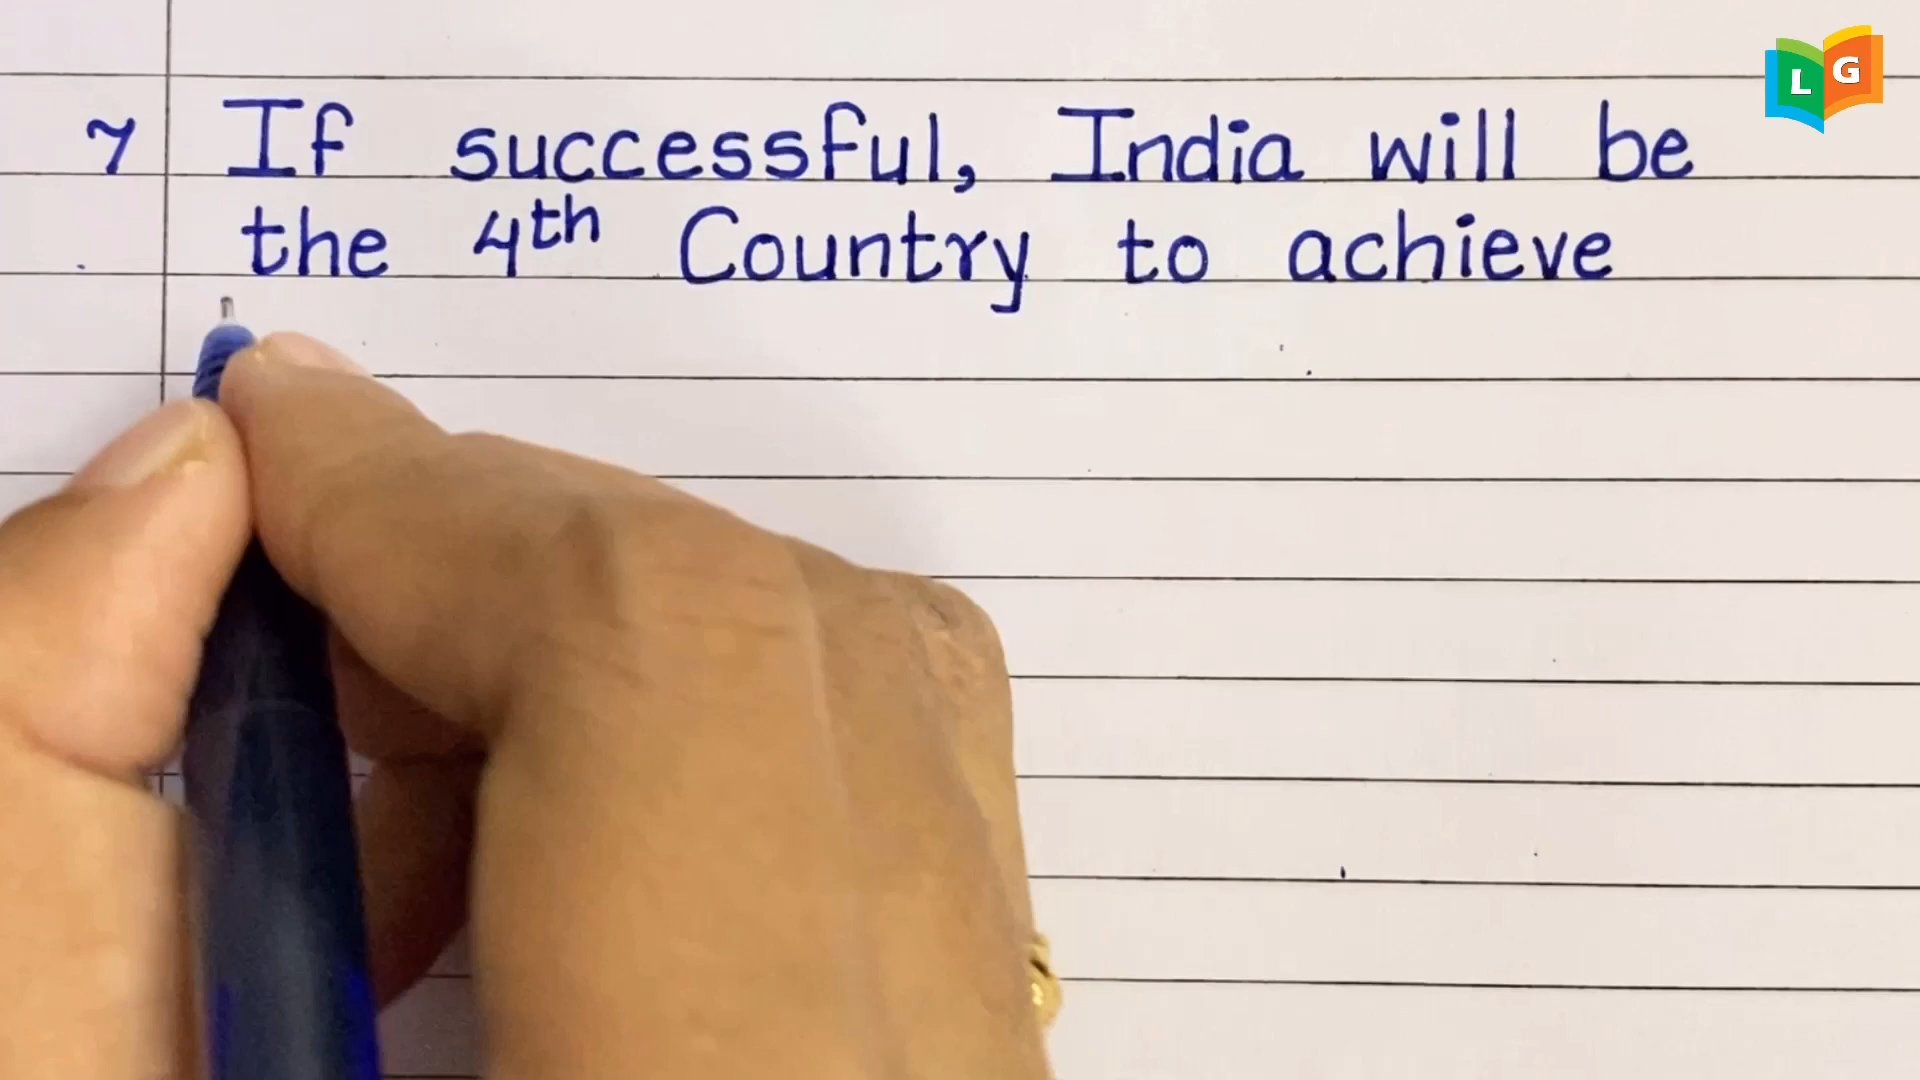 7 If successful, India will be
the 4th Country to achieve
L G